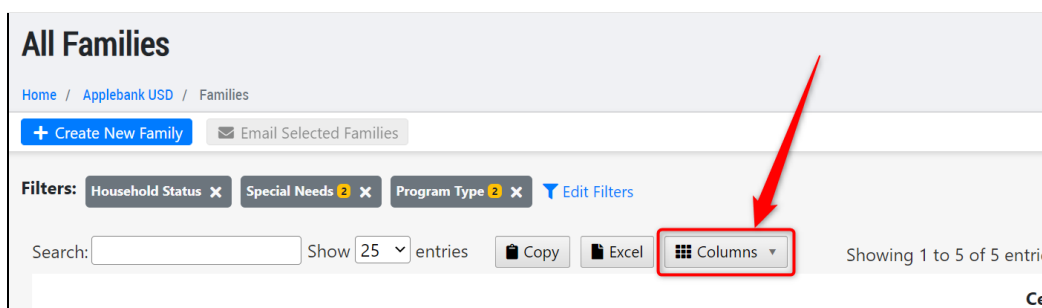 All Families
Home / Applebank USD / Families
Create New Family Email Selected Families
Filters: Household Status Special Needs 2 Program Type 2 Edit Filters
Search: Show 25 entries Copy Excel Columns Showing 1 to 5 of 5